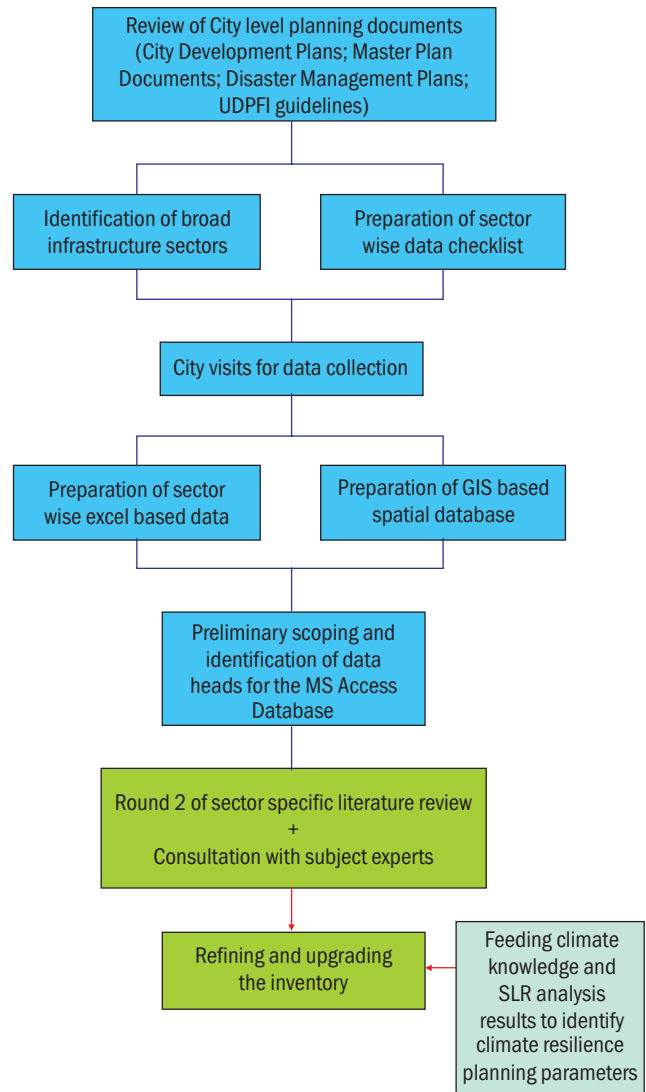 Review of City level planning documents
(City Development Plans; Master Plan
Documents; Disaster Management Plans;
UDPFI guidelines)
Identification of broad
infrastructure sectors
Preparation of sector
wise data checklist
City visits for data collection
Preparation of sector
wise excel based data
Preparation of GIS based
spatial database
Preliminary scoping and
identification of data
heads for the MS Access
Database
Round 2 of sector specific literature review
+
Consultation with subject experts
Refining and upgrading
the inventory
Feeding climate
knowledge and
SLR analysis
results to identify
climate resilience
planning parameters